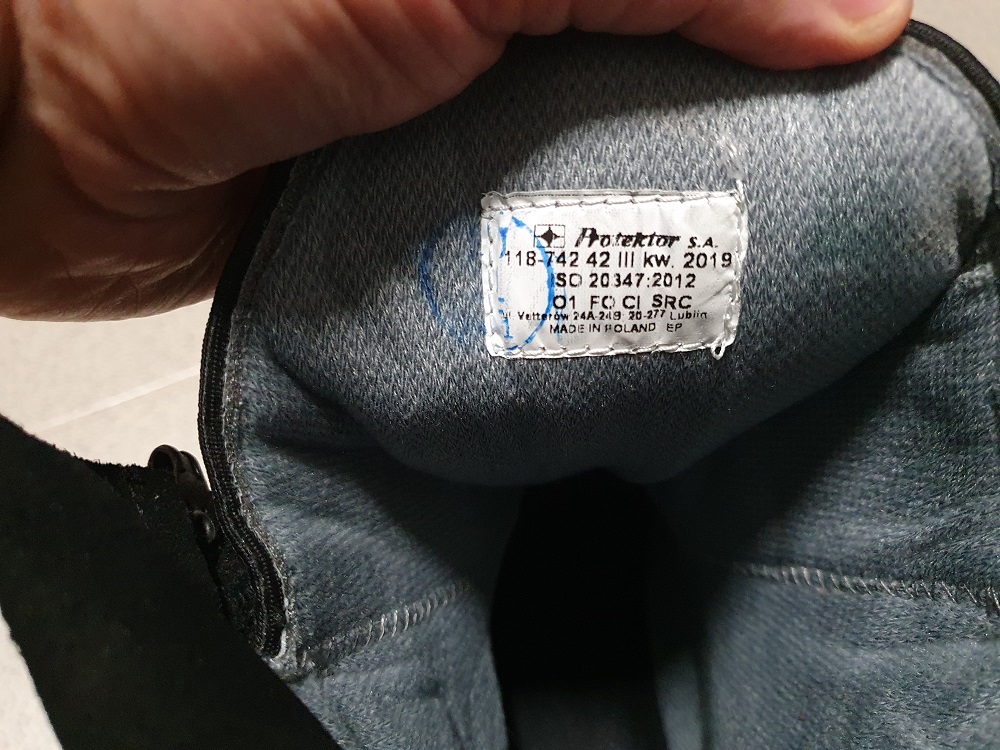 Protektor S.A.
118-742 42 III kw. 2019
ISO 20347:2012
O1 FO CI SRC
ul. Vetterów 24A-24B 20-277 Lublin
MADE IN POLAND EP